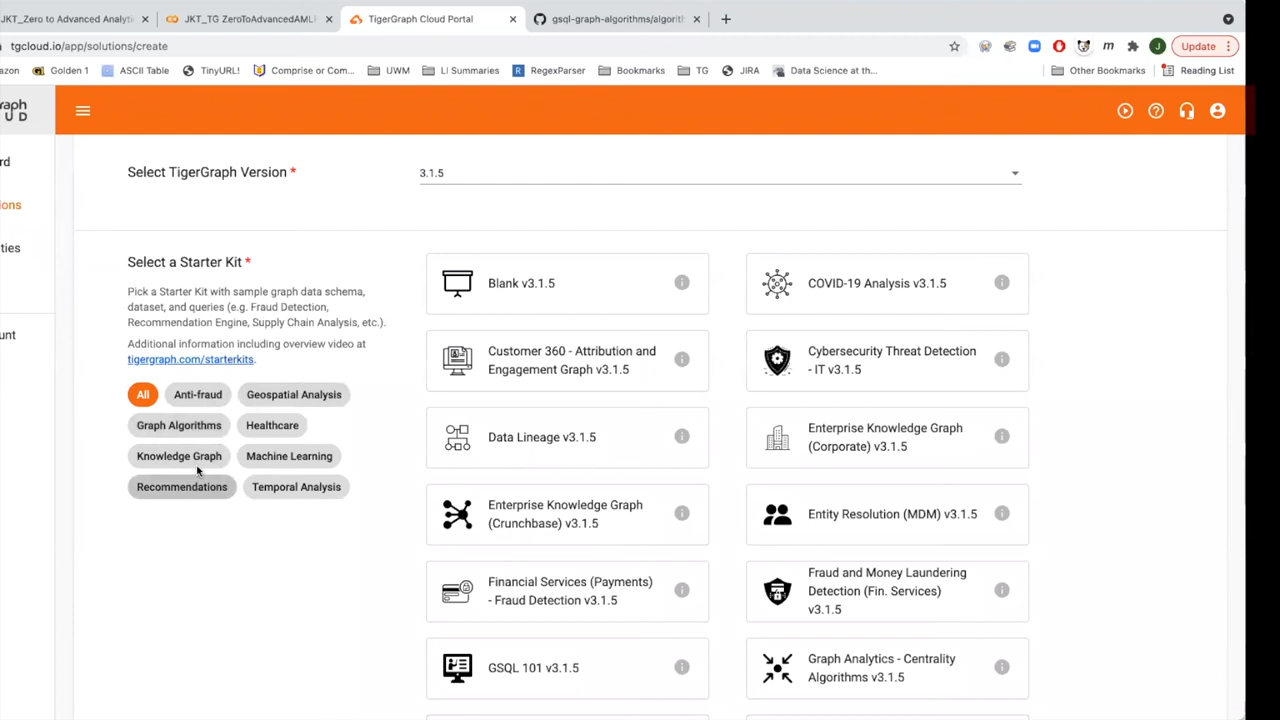 JKT_Zero to Advanced Analyti
JKT_TG ZeroToAdvancedAML
TigerGraph Cloud Portal
gsql-graph-algorithms/algorith
tgcloud.io/app/solutions/create
Update
azon
Golden 1
ASCII Table
TinyURL!
Comprise or Com...
UWM
LI Summaries
RegexParser
Bookmarks
TG
JIRA
Data Science at th...
Other Bookmarks
Reading List
raph
U D
rd
ions
ties
unt
Select TigerGraph Version *
3.1.5
Select a Starter Kit *
Pick a Starter Kit with sample graph data schema,
dataset, and queries (e.g. Fraud Detection,
Recommendation Engine, Supply Chain Analysis, etc.).
Additional information including overview video at
tigergraph.com/starterkits.
All
Anti-fraud
Geospatial Analysis
Graph Algorithms
Healthcare
Knowledge Graph
Machine Learning
Recommendations
Temporal Analysis
Blank v3.1.5
COVID-19 Analysis v3.1.5
Customer 360 - Attribution and
Engagement Graph v3.1.5
Cybersecurity Threat Detection
- IT v3.1.5
Data Lineage v3.1.5
Enterprise Knowledge Graph
(Corporate) v3.1.5
Enterprise Knowledge Graph
(Crunchbase) v3.1.5
Entity Resolution (MDM) v3.1.5
Financial Services (Payments)
- Fraud Detection v3.1.5
Fraud and Money Laundering
Detection (Fin. Services)
v3.1.5
GSQL 101 v3.1.5
Graph Analytics - Centrality
Algorithms v3.1.5